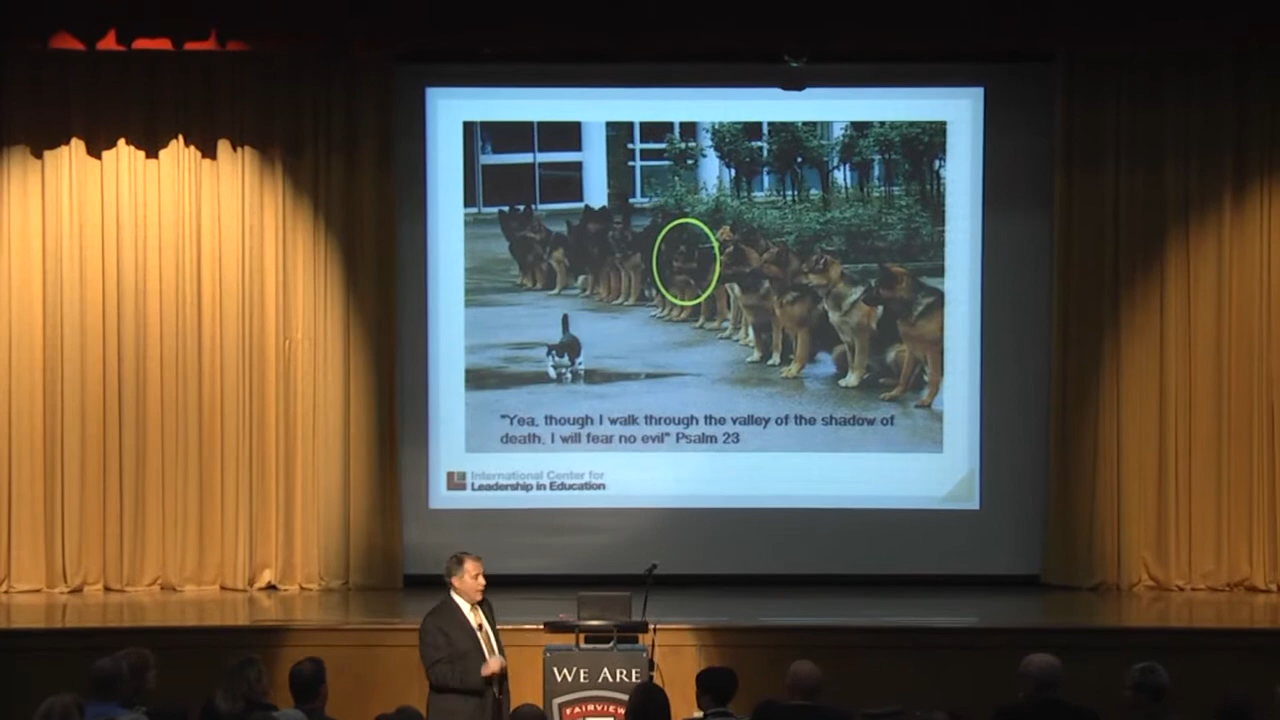 "Yea, though I walk through the valley of the shadow of
death, I will fear no evil" Psalm 23
International Center for
Leadership in Education
WE ARE
FAIRVIEW